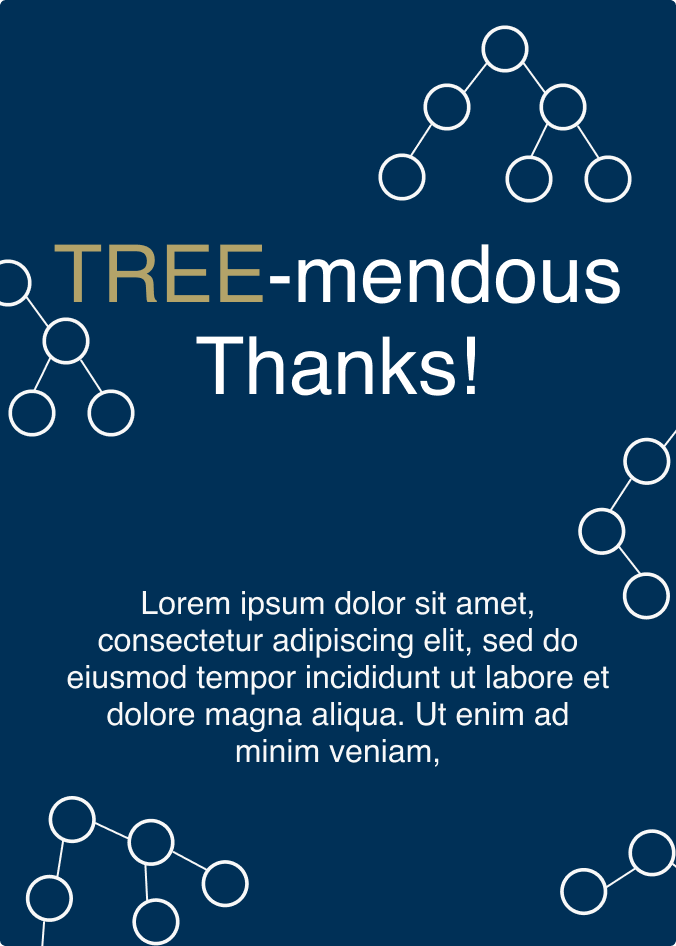 TREE-mendous
Thanks!
Lorem ipsum dolor sit amet,
consectetur adipiscing elit, sed do
eiusmod tempor incididunt ut labore et
dolore magna aliqua. Ut enim ad
minim veniam,